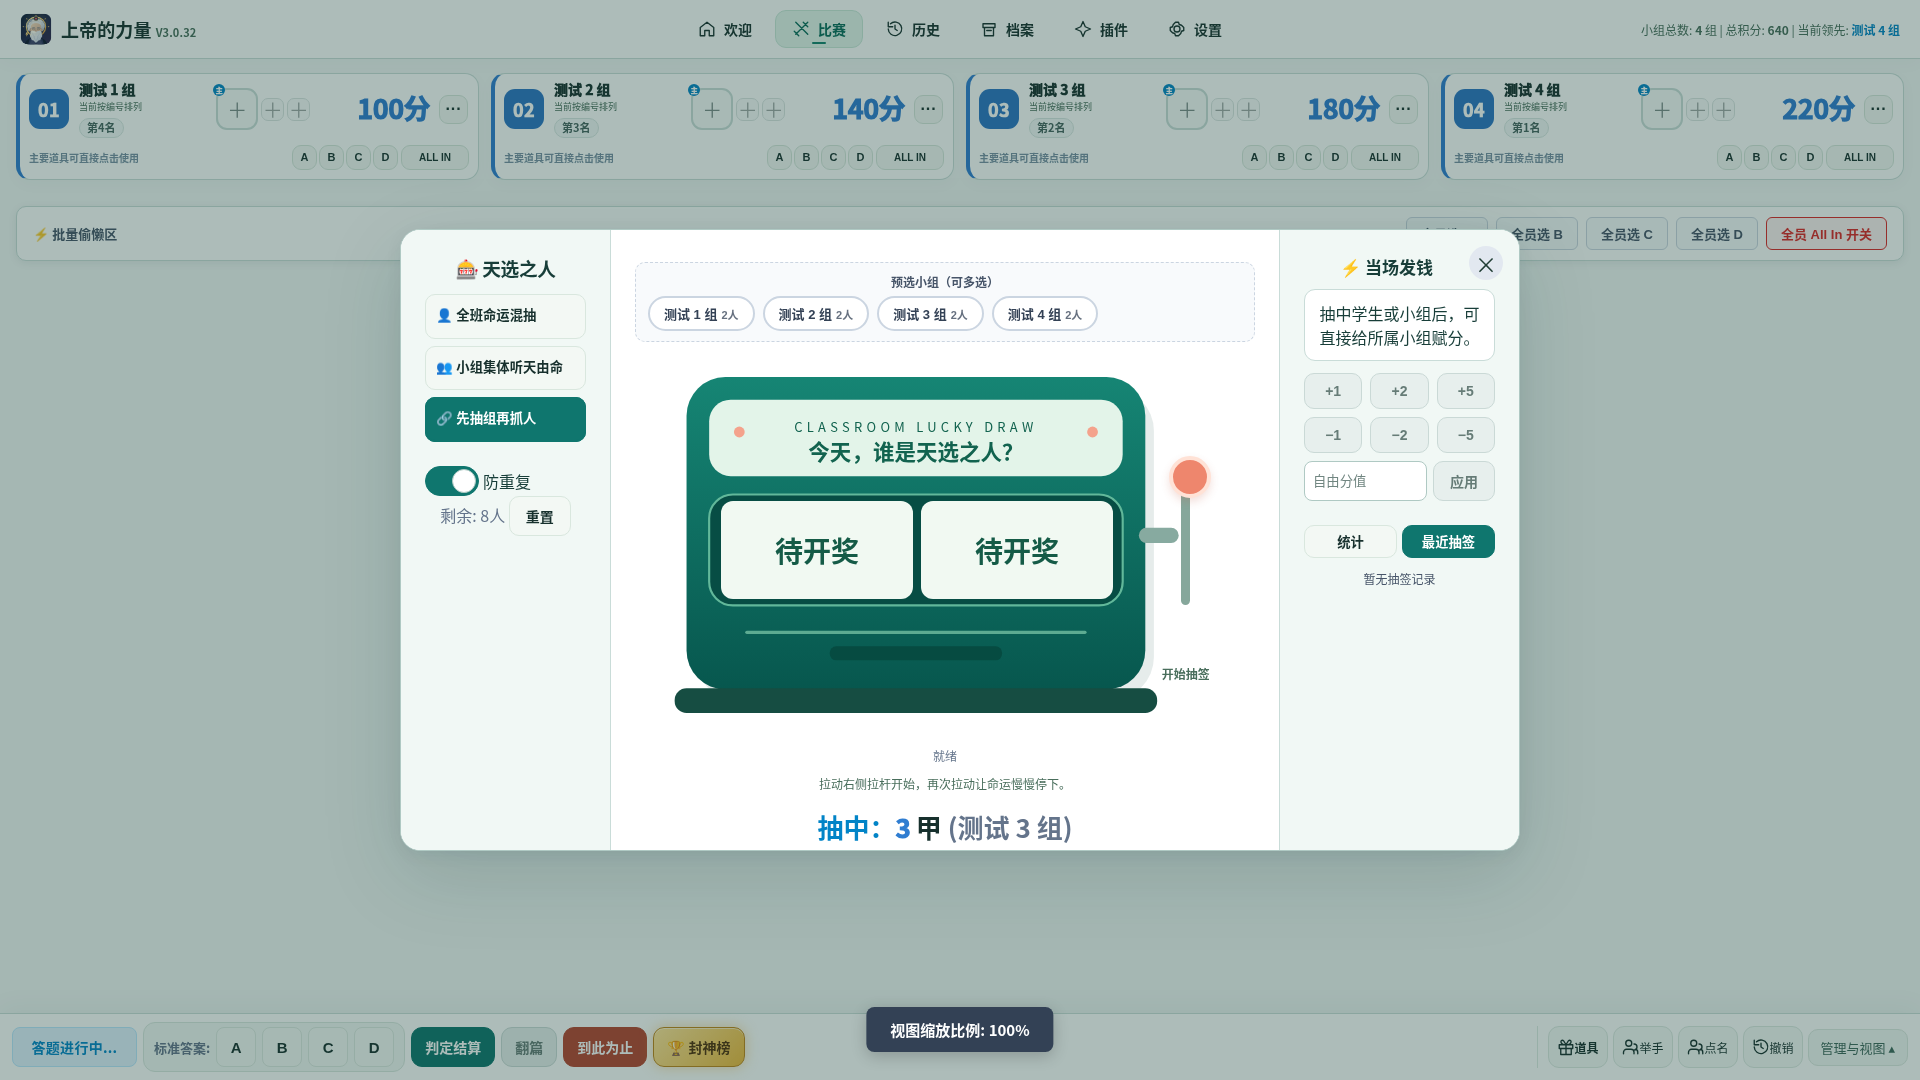 上帝的力量 V3.0.32
欢迎
比赛
历史
档案
插件
设置
小组总数: 4 组 | 总积分: 640 | 当前领先: 测试 4 组
01
测试 1 组
当前按编号排列
第4名
主
100分
主要道具可直接点击使用
A B C D ALL IN
02
测试 2 组
当前按编号排列
第3名
主
140分
主要道具可直接点击使用
A B C D ALL IN
03
测试 3 组
当前按编号排列
第2名
主
180分
主要道具可直接点击使用
A B C D ALL IN
04
测试 4 组
当前按编号排列
第1名
主
220分
主要道具可直接点击使用
A B C D ALL IN
⚡ 批量偷懒区
全员选 B
全员选 C
全员选 D
全员 All In 开关
🎰 天选之人
👤 全班命运混抽
👥 小组集体听天由命
🔗 先抽组再抓人
防重复
剩余: 8人
重置
预选小组（可多选）
测试 1 组 2人
测试 2 组 2人
测试 3 组 2人
测试 4 组 2人
CLASSROOM LUCKY DRAW
今天，谁是天选之人？
待开奖
待开奖
开始抽签
就绪
拉动右侧拉杆开始，再次拉动让命运慢慢停下。
抽中：3 甲 (测试 3 组)
⚡ 当场发钱
抽中学生或小组后，可
直接给所属小组赋分。
+1 +2 +5
−1 −2 −5
自由分值
应用
统计
最近抽签
暂无抽签记录
视图缩放比例: 100%
答题进行中...
标准答案: A B C D
判定结算
翻篇
到此为止
🏆 封神榜
道具
举手
点名
撤销
管理与视图 ▴